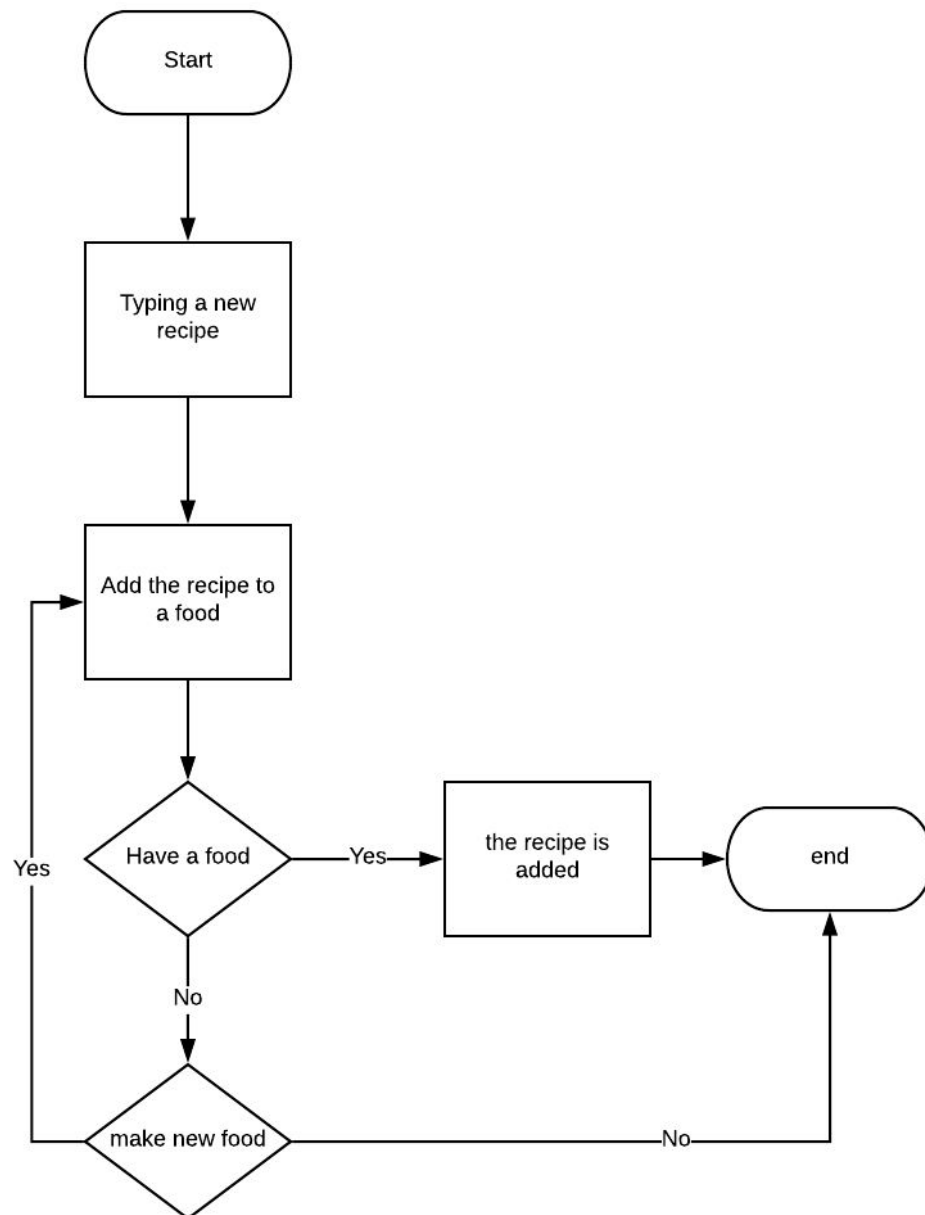 Start
Typing a new
recipe
Add the recipe to
a food
Have a food
Yes
the recipe is
added
end
Yes
No
make new food
No